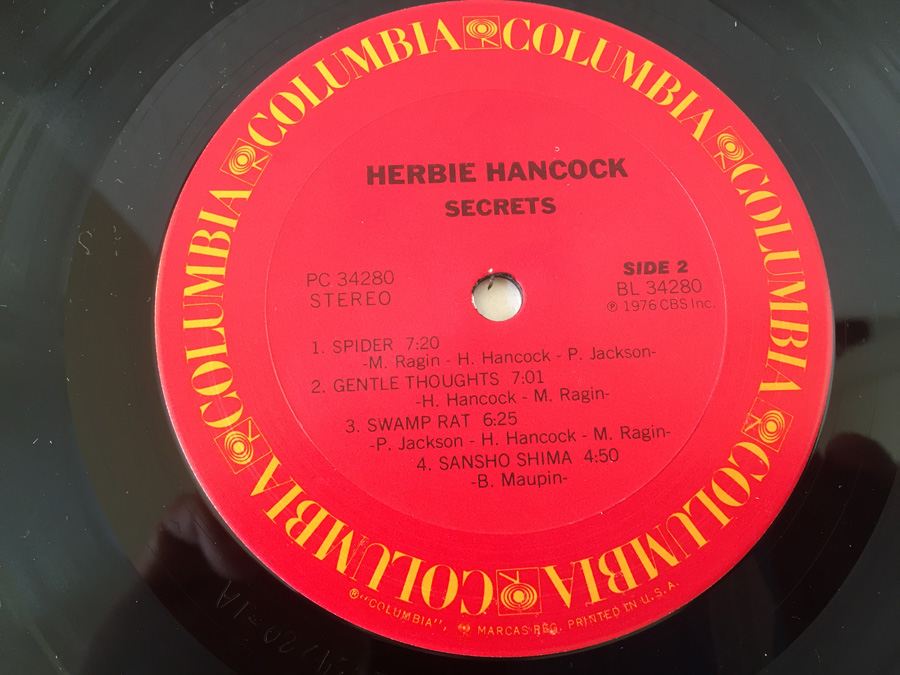 COLUMBIA COLUMBIA COLUMBIA COLUMBIA COLUMBIA COLUMBIA
HERBIE HANCOCK
SECRETS
PC 34280
STEREO
SIDE 2
BL 34280
℗ 1976 CBS Inc.
1. SPIDER 7:20
-M. Ragin - H. Hancock - P. Jackson-
2. GENTLE THOUGHTS 7:01
-H. Hancock - M. Ragin-
3. SWAMP RAT 6:25
-P. Jackson - H. Hancock - M. Ragin-
4. SANSHO SHIMA 4:50
-B. Maupin-
®"COLUMBIA", MARCAS REG. PRINTED IN U.S.A.